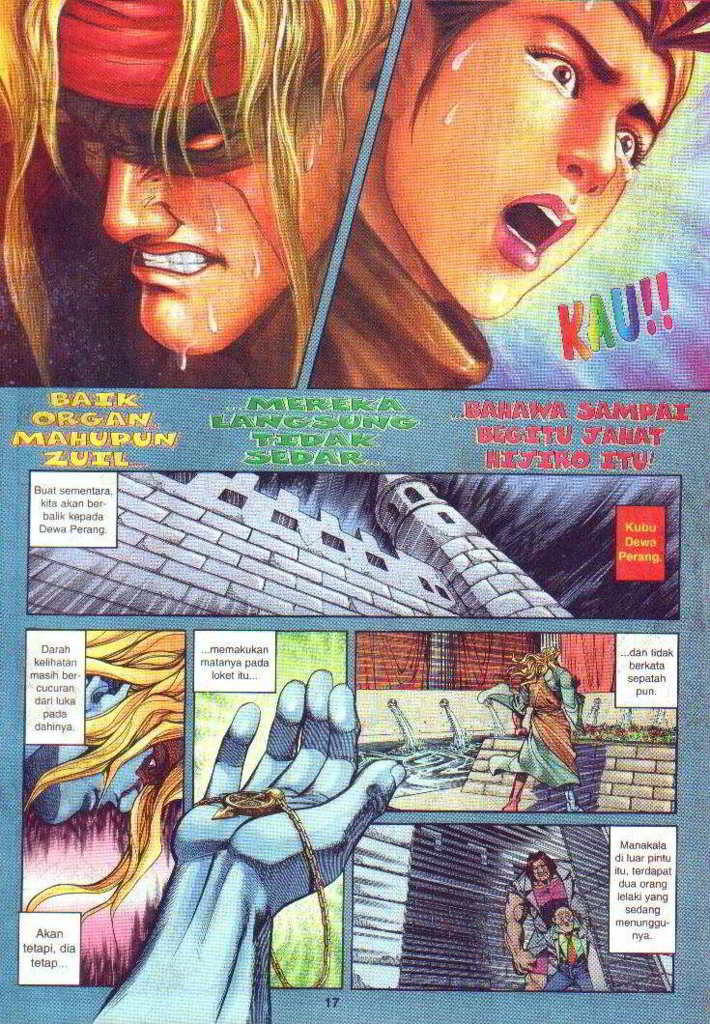 KAU!!
BAIK
ORGAN
MAHUPUN
ZUIL...
...MEREKA
LANGSUNG
TIDAK
SEDAR...
...BAHAWA SAMPAI
BEGITU JAHAT
HIJIRO ITU!
Buat sementara,
kita akan ber-
balik kepada
Dewa Perang.
Kubu
Dewa
Perang.
Darah
kelihatan
masih ber-
cucuran
dari luka
pada
dahinya.
Akan
tetapi, dia
tetap...
...memakukan
matanya pada
loket itu...
...dan tidak
berkata
sepatah
pun.
Manakala
di luar pintu
itu, terdapat
dua orang
lelaki yang
sedang
menunggu-
nya.
17